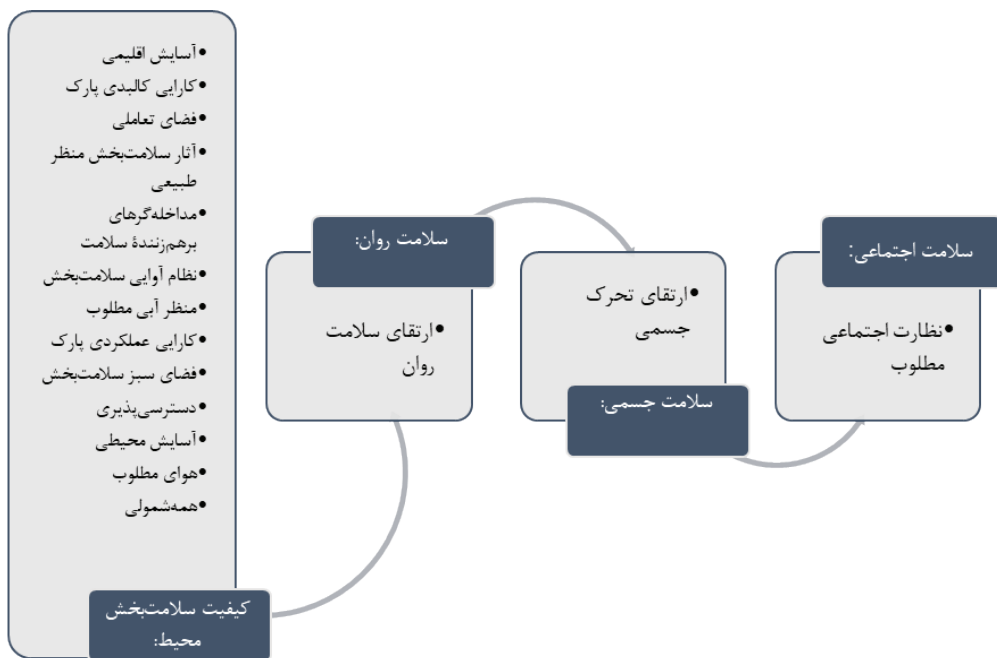 •آسایش اقلیمی
•کارایی کالبدی پارک
•فضای تعاملی
•آثار سلامت‌بخش منظر
طبیعی
•مداخله‌گرهای
برهم‌زنندهٔ سلامت
•نظام آوایی سلامت‌بخش
•منظر آبی مطلوب
•کارایی عملکردی پارک
•فضای سبز سلامت‌بخش
•دسترسی‌پذیری
•آسایش محیطی
•هوای مطلوب
•همه‌شمولی
کیفیت سلامت‌بخش
محیط:
سلامت روان:
•ارتقای سلامت
روان
•ارتقای تحرک
جسمی
سلامت جسمی:
سلامت اجتماعی:
•نظارت اجتماعی
مطلوب